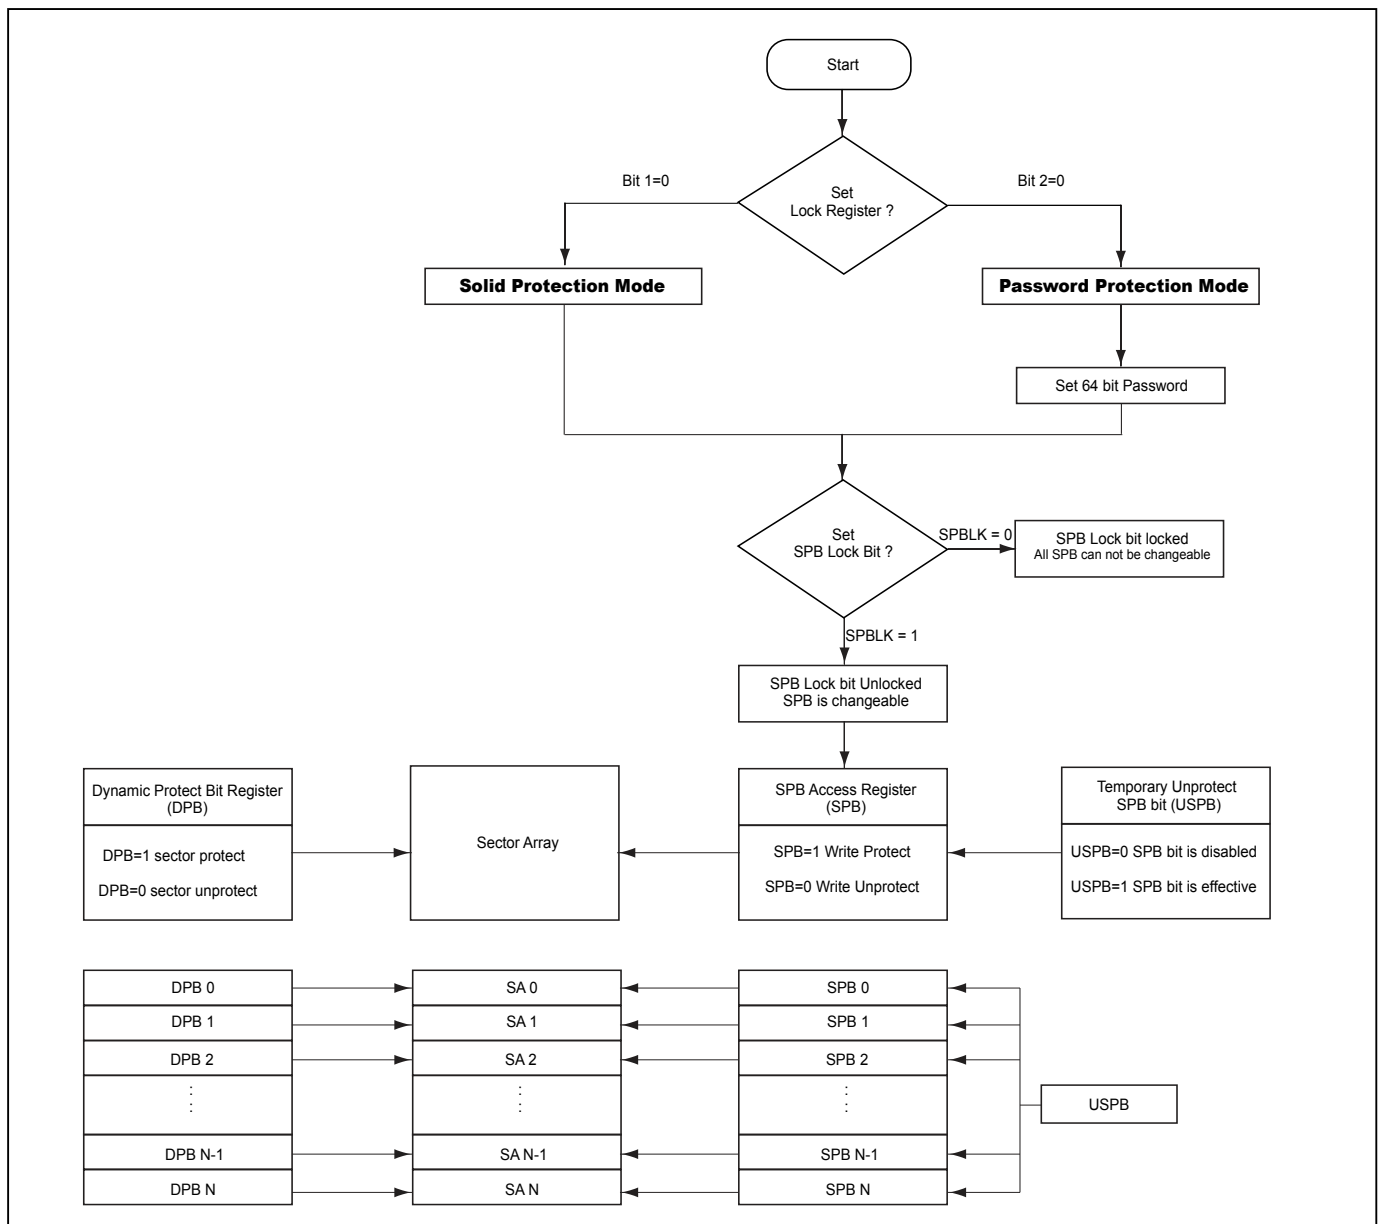 Start
Bit 1=0
Set
Lock Register ?
Bit 2=0
Solid Protection Mode
Password Protection Mode
Set 64 bit Password
Set
SPB Lock Bit ?
SPBLK = 0
SPB Lock bit locked
All SPB can not be changeable
SPBLK = 1
SPB Lock bit Unlocked
SPB is changeable
Dynamic Protect Bit Register
(DPB)
DPB=1 sector protect
DPB=0 sector unprotect
Sector Array
SPB Access Register
(SPB)
SPB=1 Write Protect
SPB=0 Write Unprotect
Temporary Unprotect
SPB bit (USPB)
USPB=0 SPB bit is disabled
USPB=1 SPB bit is effective
DPB 0
SA 0
SPB 0
DPB 1
SA 1
SPB 1
DPB 2
SA 2
SPB 2
USPB
DPB N-1
SA N-1
SPB N-1
DPB N
SA N
SPB N